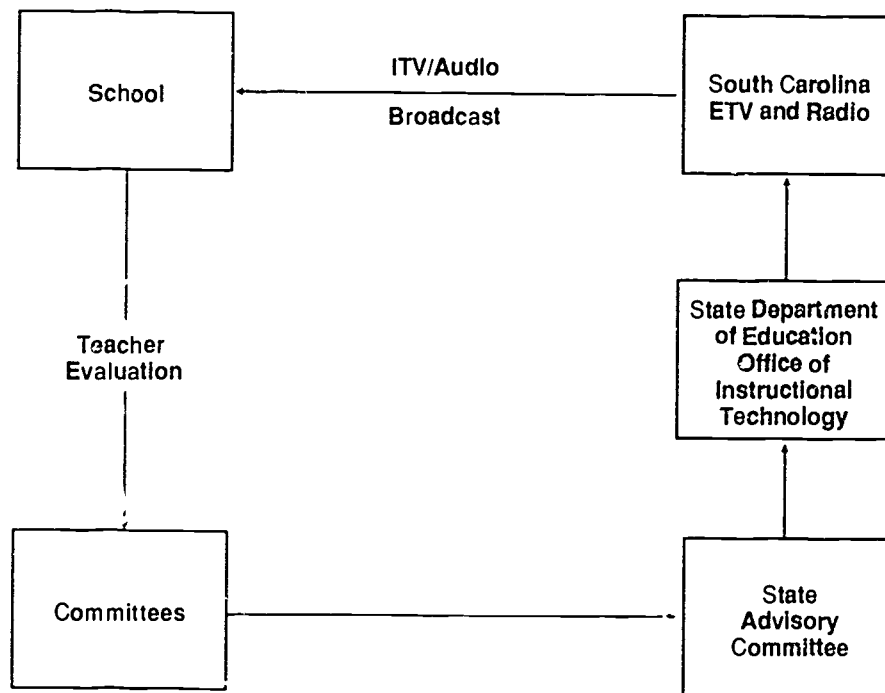 School
ITV/Audio
Broadcast
South Carolina
ETV and Radio
State Department
of Education
Office of
Instructional
Technology
Teacher
Evaluation
Committees
State
Advisory
Committee